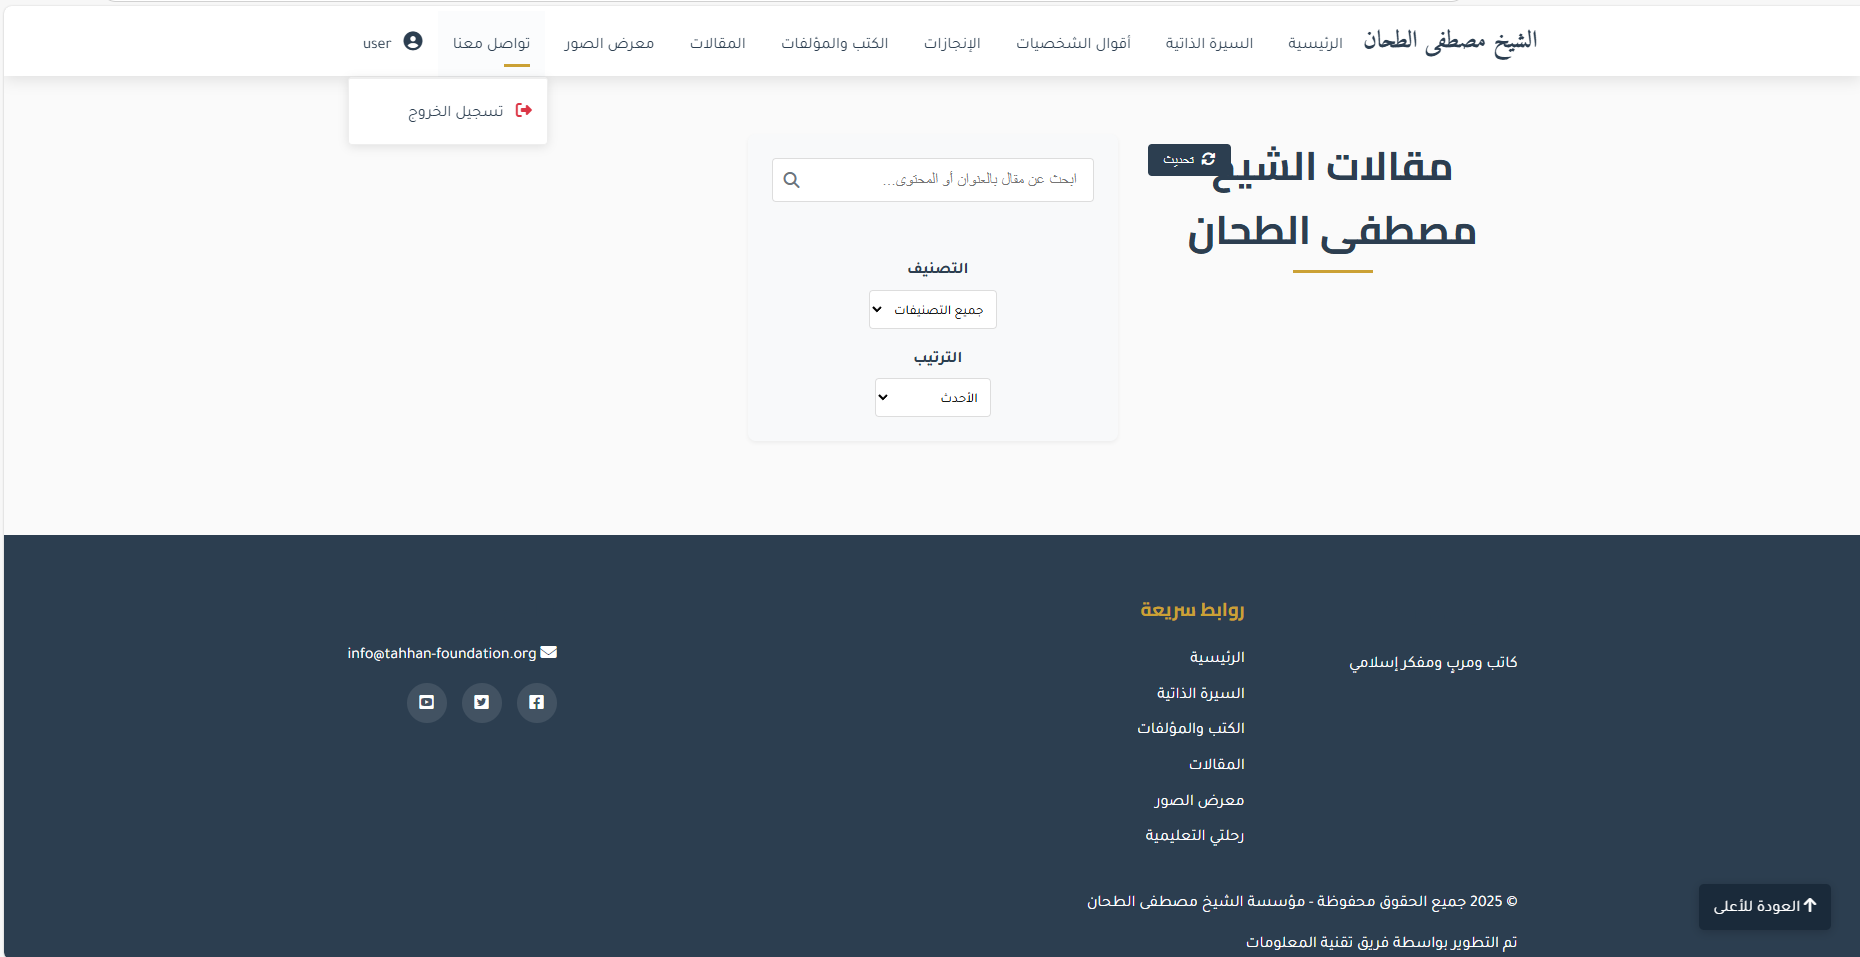 الشيخ مصطفى الطحان
الرئيسية
السيرة الذاتية
أقوال الشخصيات
الإنجازات
الكتب والمؤلفات
المقالات
معرض الصور
تواصل معنا
user
تسجيل الخروج
مقالات الشيخ
مصطفى الطحان
تحديث
ابحث عن مقال بالعنوان أو المحتوى...
التصنيف
جميع التصنيفات
الترتيب
الأحدث
كاتب ومربٍ ومفكر إسلامي
روابط سريعة
الرئيسية
السيرة الذاتية
الكتب والمؤلفات
المقالات
معرض الصور
رحلتي التعليمية
info@tahhan-foundation.org
© 2025 جميع الحقوق محفوظة - مؤسسة الشيخ مصطفى الطحان
تم التطوير بواسطة فريق تقنية المعلومات
العودة للأعلى